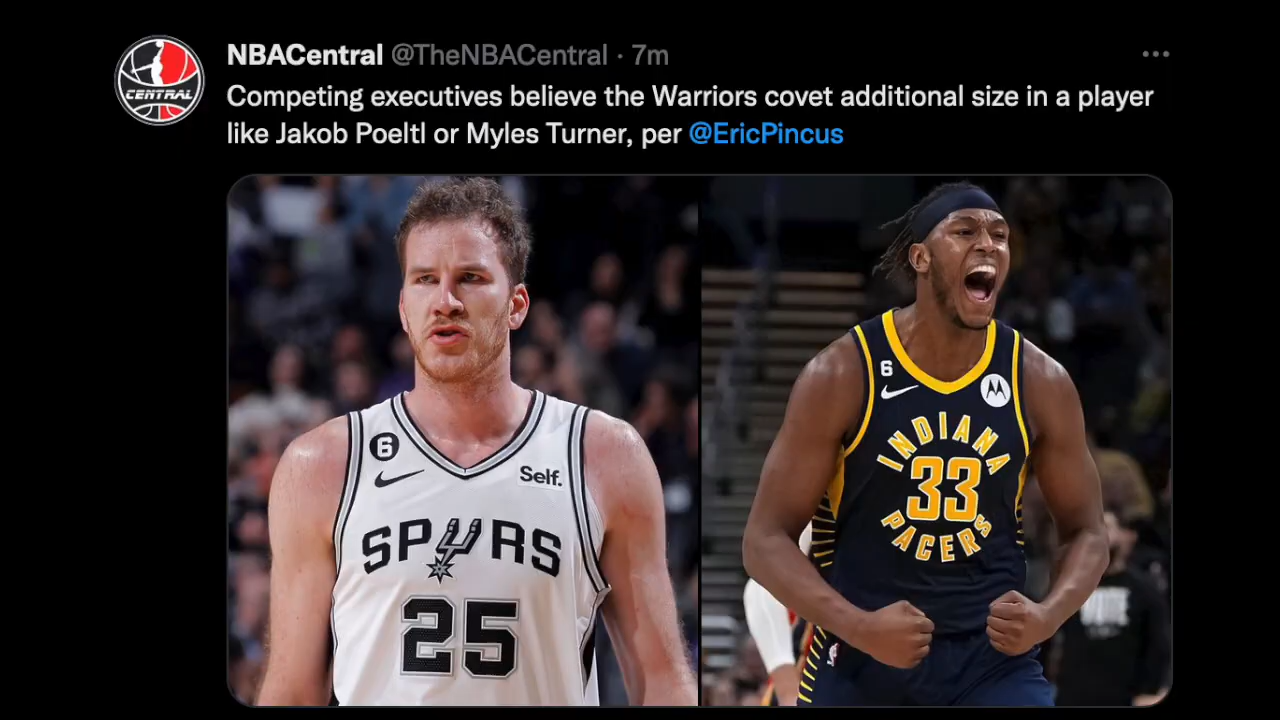 NBACentral @TheNBACentral · 7m
Competing executives believe the Warriors covet additional size in a player
like Jakob Poeltl or Myles Turner, per @EricPincus
CENTRAL
6
Self.
SPURS
25
6
INDIANA
33
PACERS
VOTE